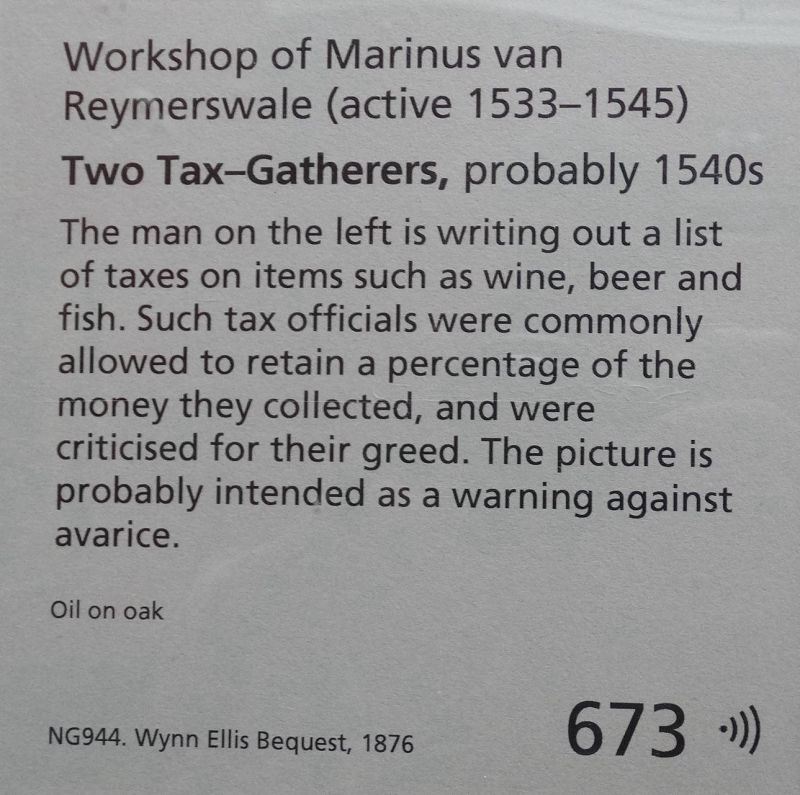 Workshop of Marinus van
Reymerswale (active 1533–1545)
Two Tax–Gatherers, probably 1540s
The man on the left is writing out a list
of taxes on items such as wine, beer and
fish. Such tax officials were commonly
allowed to retain a percentage of the
money they collected, and were
criticised for their greed. The picture is
probably intended as a warning against
avarice.
Oil on oak
NG944. Wynn Ellis Bequest, 1876
673